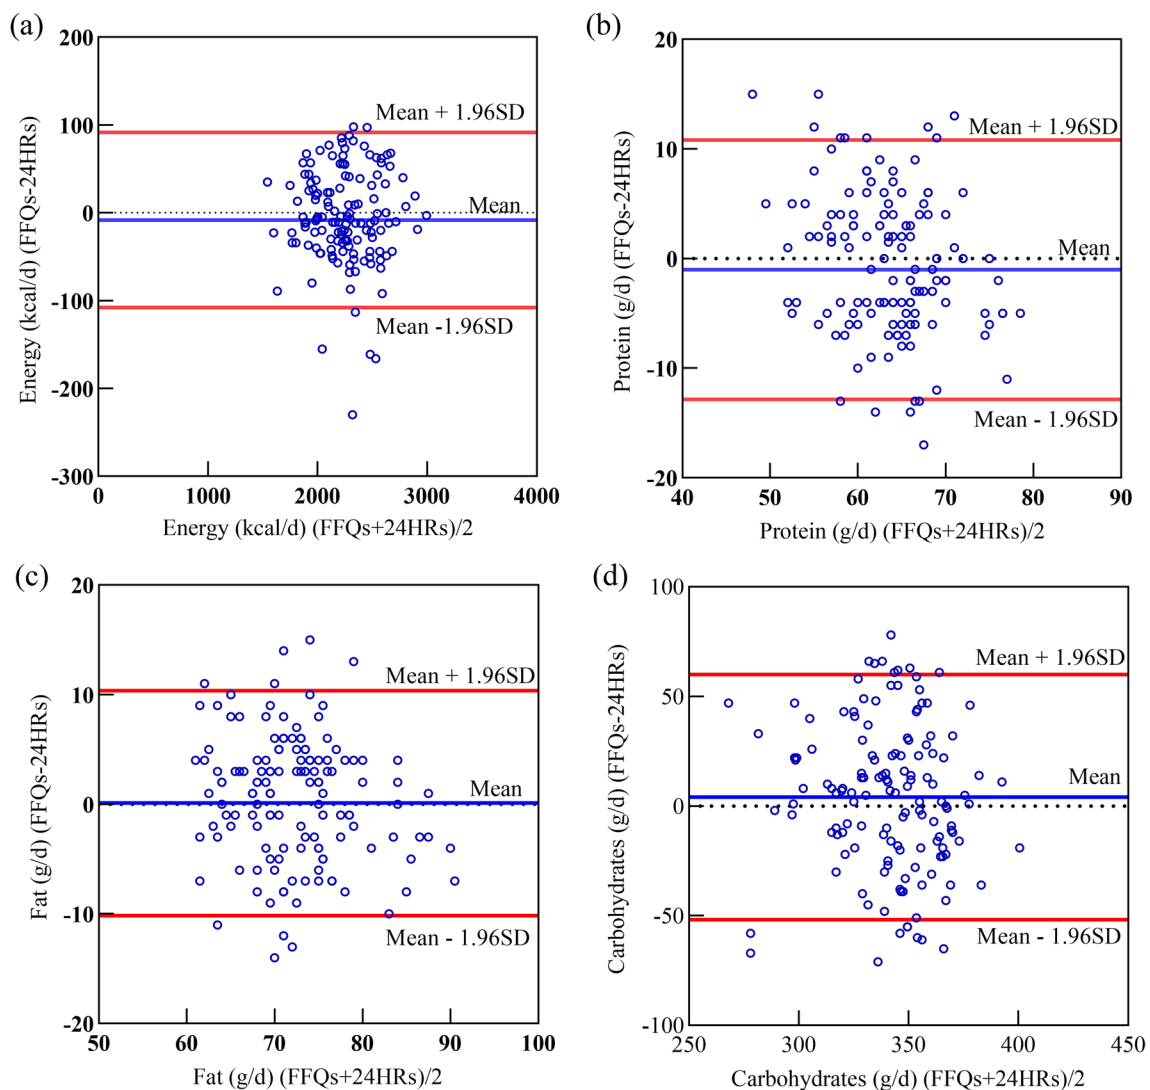 (a)
200
100
0
-100
-200
-300
Energy (kcal/d) (FFQs-24HRs)
Mean + 1.96SD
Mean
Mean -1.96SD
0 1000 2000 3000 4000
Energy (kcal/d) (FFQs+24HRs)/2
(b)
20
10
0
-10
-20
Protein (g/d) (FFQs-24HRs)
Mean + 1.96SD
Mean
Mean - 1.96SD
40 50 60 70 80 90
Protein (g/d) (FFQs+24HRs)/2
(c)
20
10
0
-10
-20
Fat (g/d) (FFQs-24HRs)
Mean + 1.96SD
Mean
Mean - 1.96SD
50 60 70 80 90 100
Fat (g/d) (FFQs+24HRs)/2
(d)
100
50
0
-50
-100
Carbohydrates (g/d) (FFQs-24HRs)
Mean + 1.96SD
Mean
Mean - 1.96SD
250 300 350 400 450
Carbohydrates (g/d) (FFQs+24HRs)/2